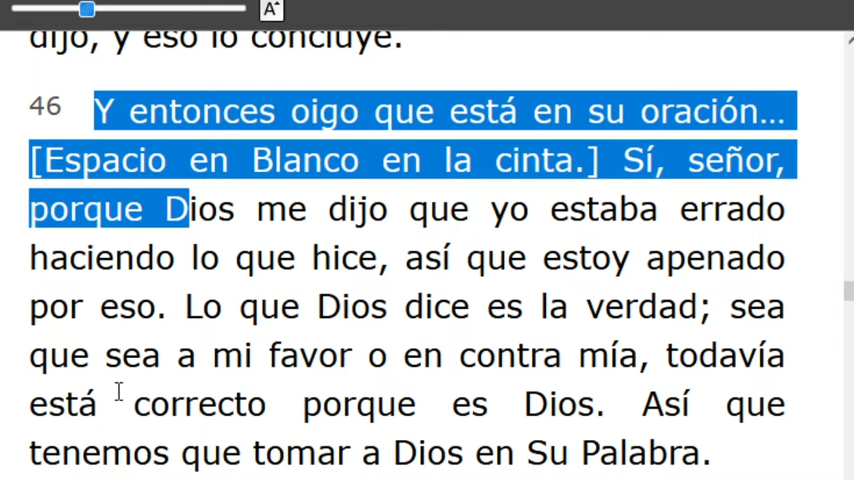 A
dijo, y eso lo concluye.
46 Y entonces oigo que está en su oración...
[Espacio en Blanco en la cinta.] Sí, señor,
porque Dios me dijo que yo estaba errado
haciendo lo que hice, así que estoy apenado
por eso. Lo que Dios dice es la verdad; sea
que sea a mi favor o en contra mía, todavía
está correcto porque es Dios. Así que
tenemos que tomar a Dios en Su Palabra.